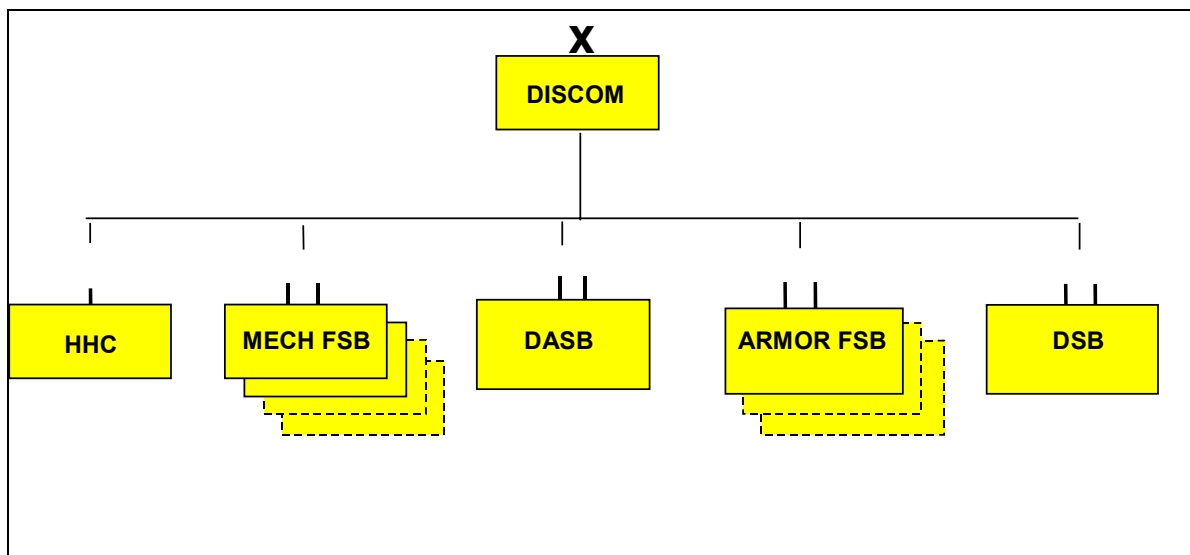 X
DISCOM
HHC
MECH FSB
DASB
ARMOR FSB
DSB